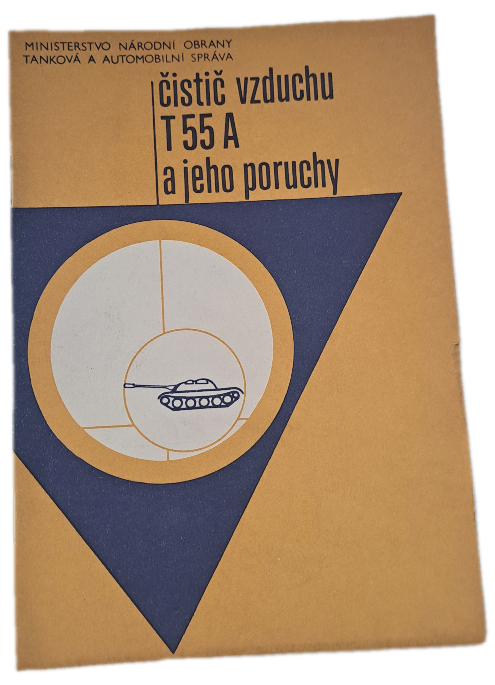 MINISTERSTVO NÁRODNÍ OBRANY
TANKOVÁ A AUTOMOBILNÍ SPRÁVA
čistič vzduchu
T 55 A
a jeho poruchy